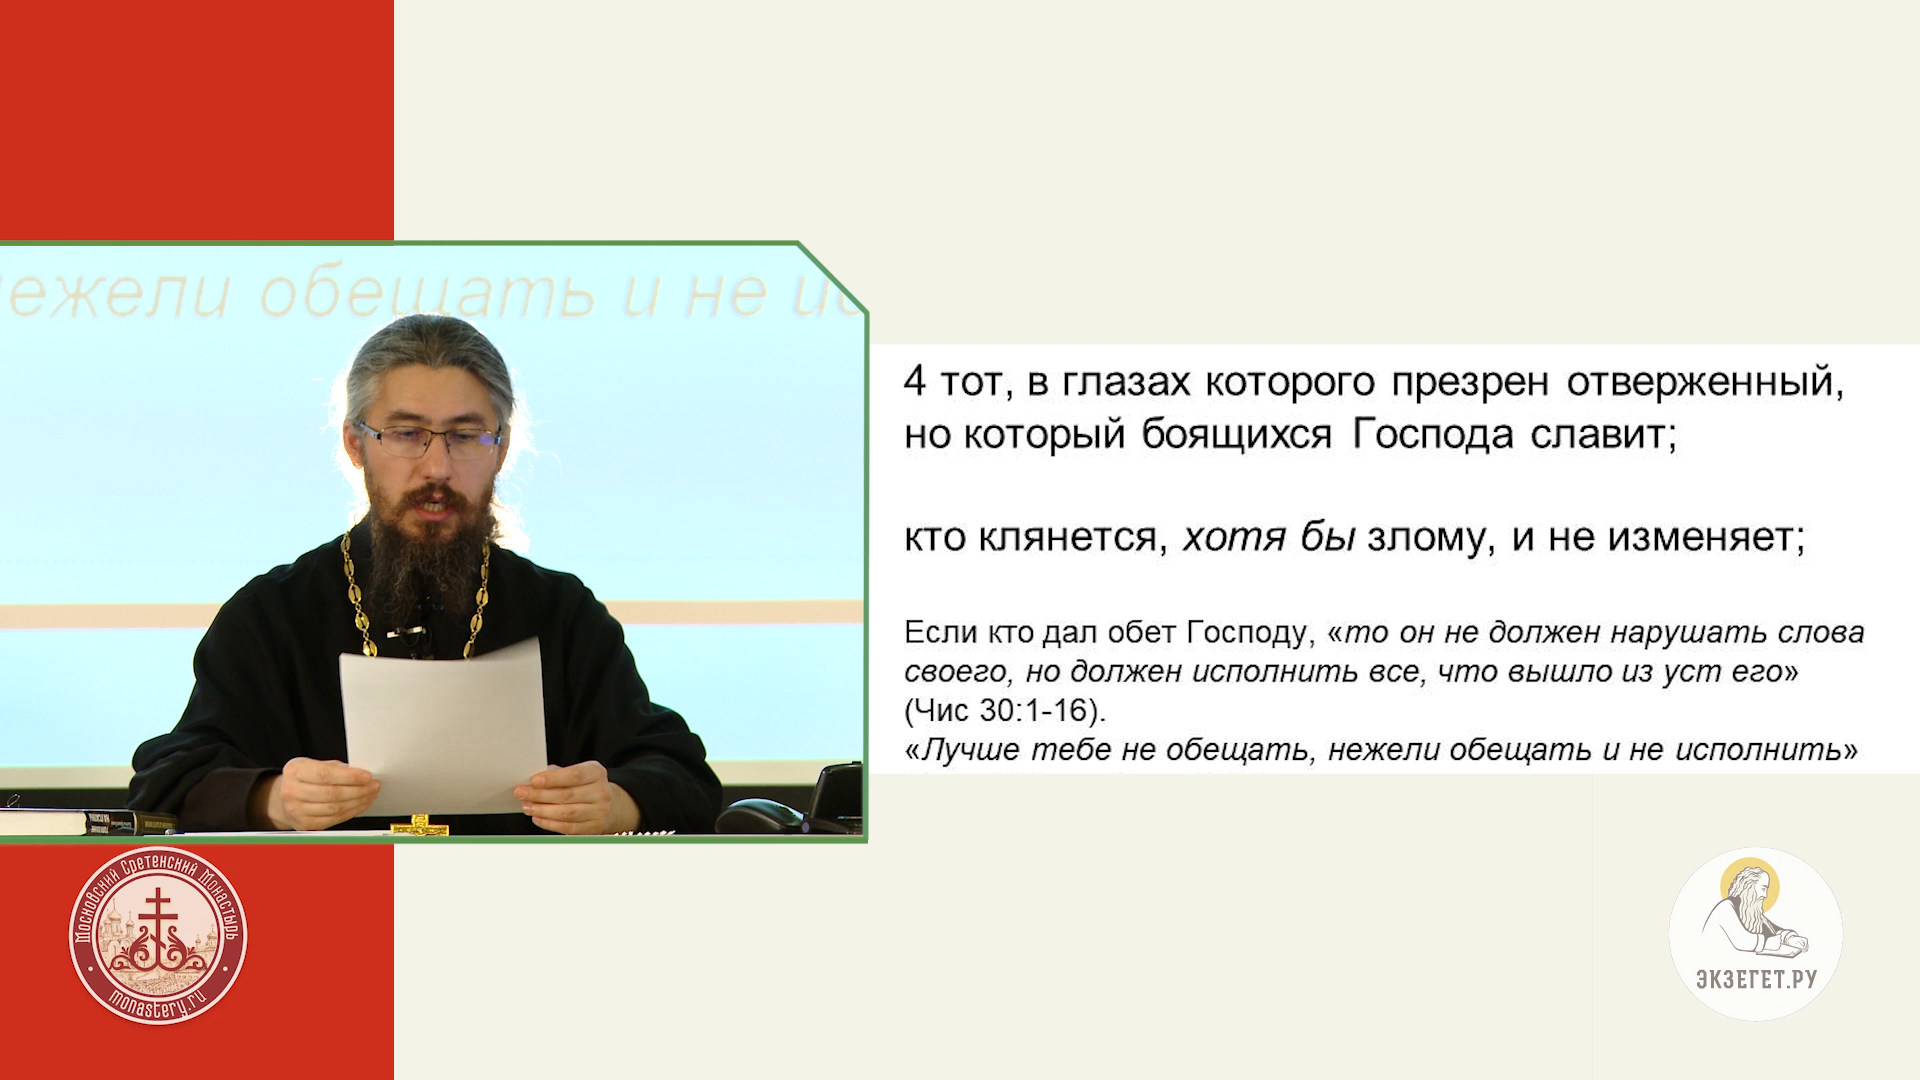 нежели обещать и не ис
4 тот, в глазах которого презрен отверженный,
но который боящихся Господа славит;
кто клянется, хотя бы злому, и не изменяет;
Если кто дал обет Господу, «то он не должен нарушать слова
своего, но должен исполнить все, что вышло из уст его»
(Чис 30:1-16).
«Лучше тебе не обещать, нежели обещать и не исполнить»
Московский Сретенский Монастырь
monastery.ru
ЭКЗЕГЕТ.РУ